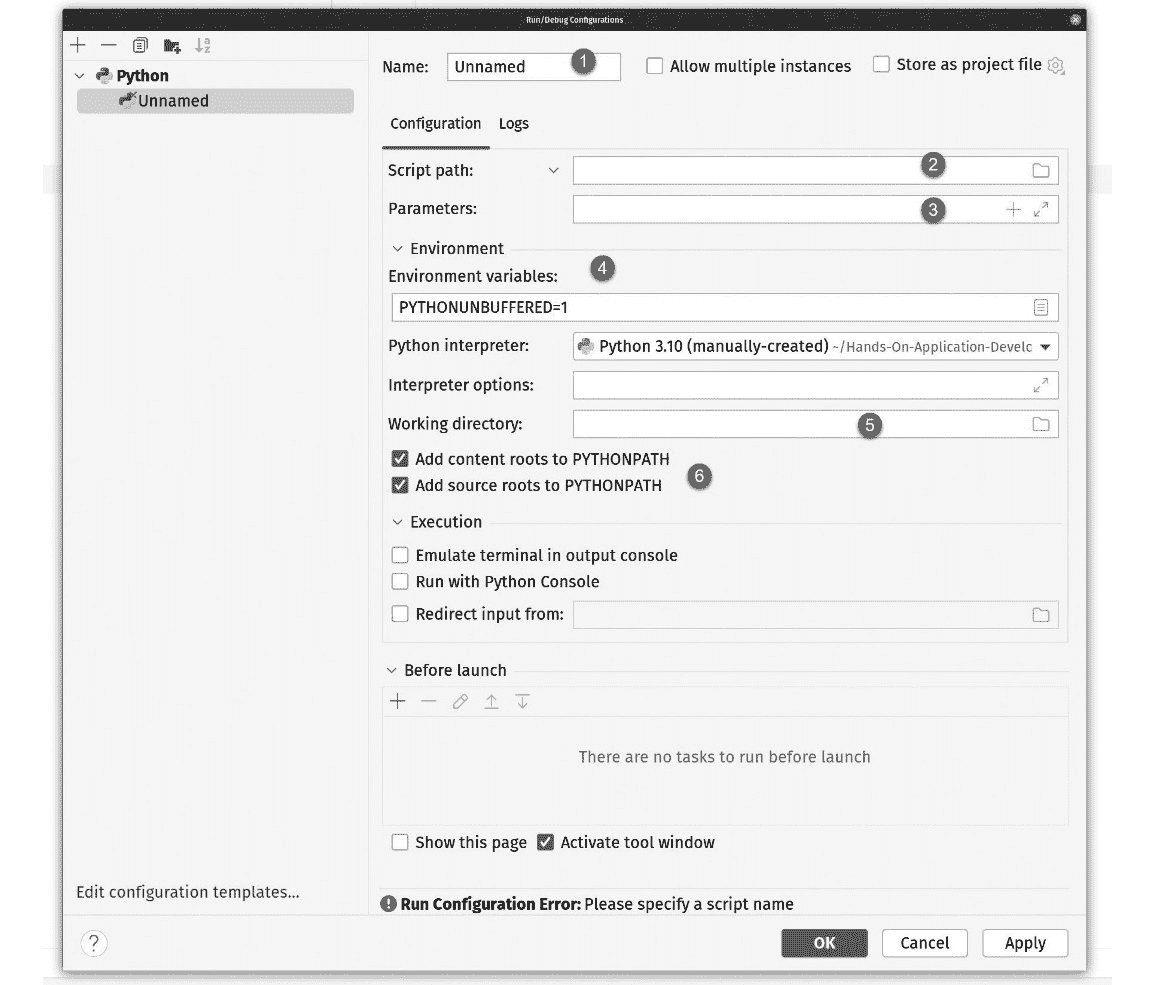 Run/Debug Configurations
Python
Unnamed
Name: Unnamed 1 Allow multiple instances Store as project file
Configuration Logs
Script path: 2
Parameters: 3
Environment
Environment variables: 4
PYTHONUNBUFFERED=1
Python interpreter: Python 3.10 (manually-created) ~/Hands-On-Application-Develc
Interpreter options:
Working directory: 5
Add content roots to PYTHONPATH
6
Add source roots to PYTHONPATH
Execution
Emulate terminal in output console
Run with Python Console
Redirect input from:
Before launch
There are no tasks to run before launch
Show this page Activate tool window
Edit configuration templates...
Run Configuration Error: Please specify a script name
? OK Cancel Apply